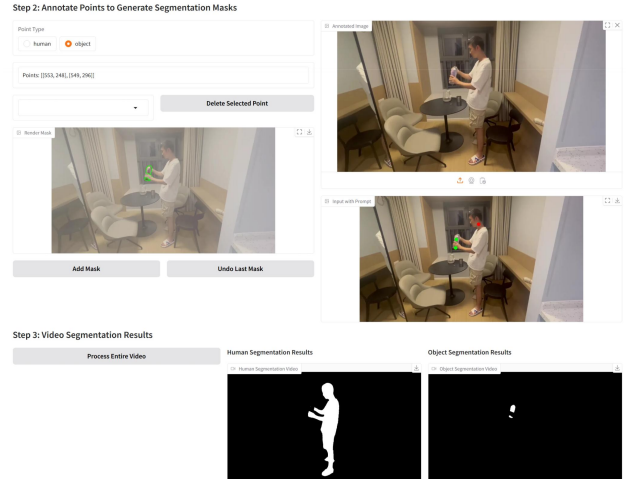 Step 2: Annotate Points to Generate Segmentation Masks
Point Type
human
object
Points: [[553, 248], [549, 296]]
Delete Selected Point
Render Mask
Add Mask
Undo Last Mask
Annotated Image
Input with Prompt
Step 3: Video Segmentation Results
Process Entire Video
Human Segmentation Results
Human Segmentation Video
Object Segmentation Results
Object Segmentation Video